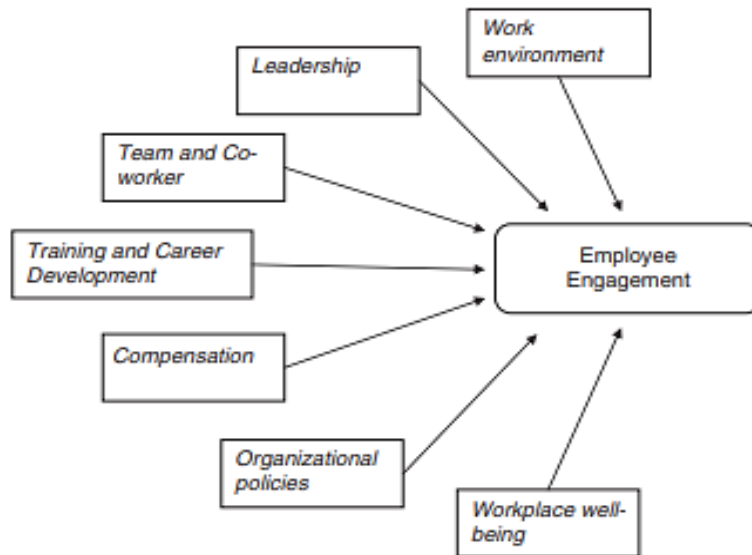 Work
environment
Leadership
Team and Co-
worker
Training and Career
Development
Employee
Engagement
Compensation
Organizational
policies
Workplace well-
being